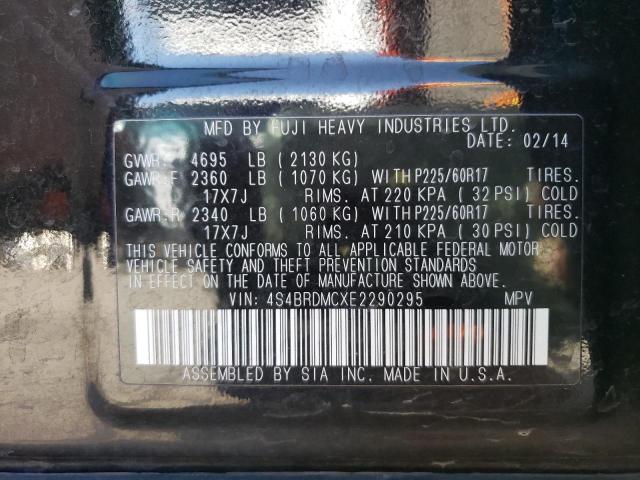 MFD BY FUJI HEAVY INDUSTRIES LTD.
DATE: 02/14
GVWR: 4695 LB ( 2130 KG)
GAWR:F 2360 LB ( 1070 KG) WITH P225/60R17 TIRES.
17X7J RIMS. AT 220 KPA ( 32 PSI) COLD
GAWR:R 2340 LB ( 1060 KG) WITH P225/60R17 TIRES.
17X7J RIMS. AT 210 KPA ( 30 PSI) COLD
THIS VEHICLE CONFORMS TO ALL APPLICABLE FEDERAL MOTOR
VEHICLE SAFETY AND THEFT PREVENTION STANDARDS
IN EFFECT ON THE DATE OF MANUFACTURE SHOWN ABOVE.
VIN: 4S4BRDMCXE2290295 MPV
ASSEMBLED BY SIA INC. MADE IN U.S.A.